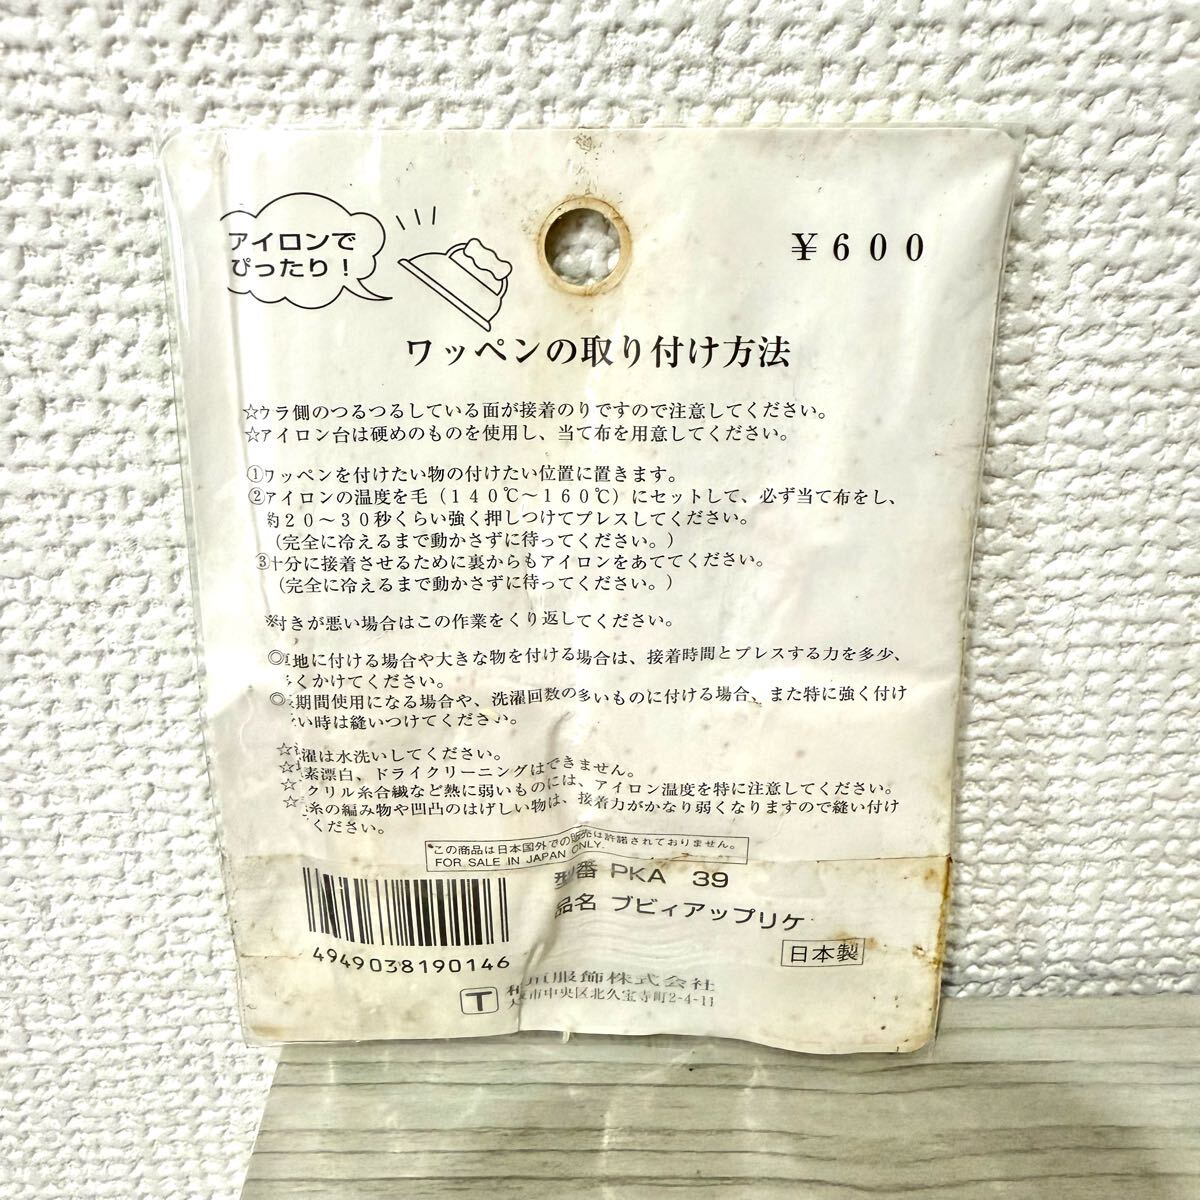 アイロンで
ぴったり!
￥600
ワッペンの取り付け方法
☆ウラ側のつるつるしている面が接着のりですので注意してください。
☆アイロン台は硬めのものを使用し、当て布を用意してください。
①ワッペンを付けたい物の付けたい位置に置きます。
②アイロンの温度を毛(140℃～160℃)にセットして、必ず当て布をし、
約20～30秒くらい強く押しつけてプレスしてください。
(完全に冷えるまで動かさずに待ってください。)
③十分に接着させるために裏からもアイロンをあててください。
(完全に冷えるまで動かさずに待ってください。)
※付きが悪い場合はこの作業をくり返してください。
◎地に付ける場合や大きな物を付ける場合は、接着時間とプレスする力を多少、
くかけてください。
◎期間使用になる場合や、洗濯回数の多いものに付ける場合、また特に強く付け
い時は縫いつけてください。
☆濯は水洗いしてください。
☆素漂白、ドライクリーニングはできません。
☆クリル糸合繊など熱に弱いものには、アイロン温度を特に注意してください。
☆糸の編み物や凹凸のはげしい物は、接着力がかなり弱くなりますので縫い付け
ください。
この商品は日本国外での販売は許諾されておりません。
FOR SALE IN JAPAN ONLY.
型番 PKA 39
品名 ブビィアップリケ
日本製
4949038190146
T
服飾株式会社
市中央区北久宝寺町2-4-11